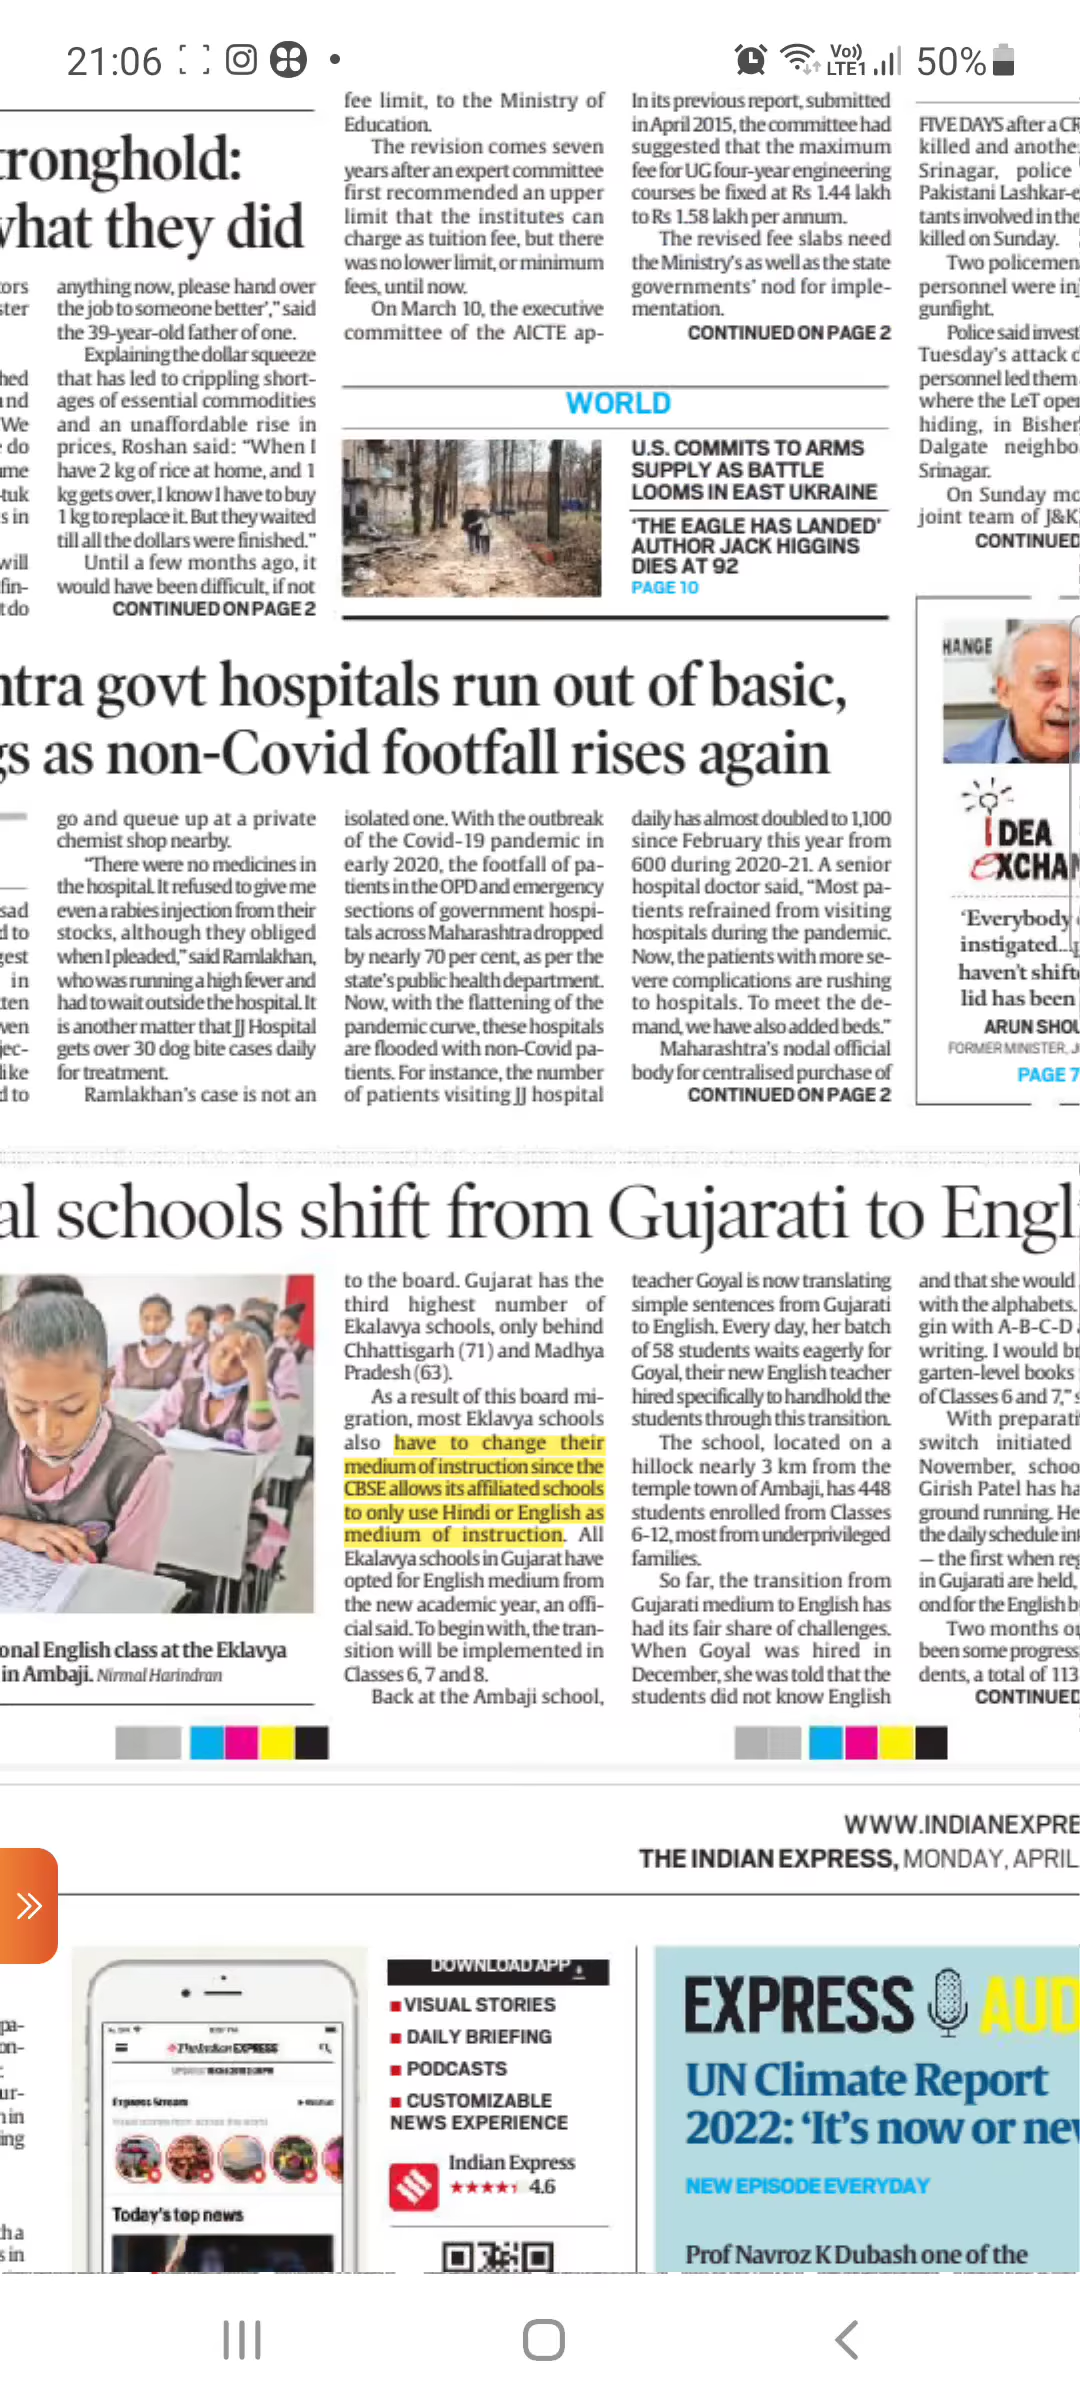 21:06
Vo))
LTE1
50%
tronghold:
what they did
anything now, please hand over
the job to someone better’,” said
the 39-year-old father of one.
Explaining the dollar squeeze
that has led to crippling short-
ages of essential commodities
and an unaffordable rise in
prices, Roshan said: “When I
have 2 kg of rice at home, and 1
kg gets over, I know I have to buy
1 kg to replace it. But they waited
till all the dollars were finished.”
Until a few months ago, it
would have been difficult, if not
CONTINUED ON PAGE 2
fee limit, to the Ministry of
Education.
The revision comes seven
years after an expert committee
first recommended an upper
limit that the institutes can
charge as tuition fee, but there
was no lower limit, or minimum
fees, until now.
On March 10, the executive
committee of the AICTE ap-
In its previous report, submitted
in April 2015, the committee had
suggested that the maximum
fee for UG four-year engineering
courses be fixed at Rs 1.44 lakh
to Rs 1.58 lakh per annum.
The revised fee slabs need
the Ministry's as well as the state
governments' nod for imple-
mentation.
CONTINUED ON PAGE 2
WORLD
U.S. COMMITS TO ARMS
SUPPLY AS BATTLE
LOOMS IN EAST UKRAINE
‘THE EAGLE HAS LANDED’
AUTHOR JACK HIGGINS
DIES AT 92
PAGE 10
FIVE DAYS after a CR
killed and anothe
Srinagar, police
Pakistani Lashkar-e
tants involved in the
killed on Sunday.
Two policemen
personnel were inj
gunfight.
Police said invest
Tuesday's attack
personnel led them
where the LeT oper
hiding, in Bisher
Dalgate neighbo
Srinagar.
On Sunday mo
joint team of J&K
CONTINUED
ntra govt hospitals run out of basic,
gs as non-Covid footfall rises again
go and queue up at a private
chemist shop nearby.
“There were no medicines in
the hospital. It refused to give me
even a rabies injection from their
stocks, although they obliged
when I pleaded,” said Ramlakhan,
who was running a high fever and
had to wait outside the hospital. It
is another matter that JJ Hospital
gets over 30 dog bite cases daily
for treatment.
Ramlakhan's case is not an
isolated one. With the outbreak
of the Covid-19 pandemic in
early 2020, the footfall of pa-
tients in the OPD and emergency
sections of government hospi-
tals across Maharashtra dropped
by nearly 70 per cent, as per the
state's public health department.
Now, with the flattening of the
pandemic curve, these hospitals
are flooded with non-Covid pa-
tients. For instance, the number
of patients visiting JJ hospital
daily has almost doubled to 1,100
since February this year from
600 during 2020-21. A senior
hospital doctor said, “Most pa-
tients refrained from visiting
hospitals during the pandemic.
Now, the patients with more se-
vere complications are rushing
to hospitals. To meet the de-
mand, we have also added beds.”
Maharashtra's nodal official
body for centralised purchase of
CONTINUED ON PAGE 2
HANGE
IDEA
EXCHAN
‘Everybody
instigated...
haven't shift
lid has been
ARUN SHOU
FORMER MINISTER, J
PAGE 7
al schools shift from Gujarati to Engl
onal English class at the Eklavya
in Ambaji. Nirmal Harindran
to the board. Gujarat has the
third highest number of
Ekalavya schools, only behind
Chhattisgarh (71) and Madhya
Pradesh (63).
As a result of this board mi-
gration, most Eklavya schools
also have to change their
medium of instruction since the
CBSE allows its affiliated schools
to only use Hindi or English as
medium of instruction. All
Ekalavya schools in Gujarat have
opted for English medium from
the new academic year, an offi-
cial said. To begin with, the tran-
sition will be implemented in
Classes 6, 7 and 8.
Back at the Ambaji school,
teacher Goyal is now translating
simple sentences from Gujarati
to English. Every day, her batch
of 58 students waits eagerly for
Goyal, their new English teacher
hired specifically to handhold the
students through this transition.
The school, located on a
hillock nearly 3 km from the
temple town of Ambaji, has 448
students enrolled from Classes
6-12, most from underprivileged
families.
So far, the transition from
Gujarati medium to English has
had its fair share of challenges.
When Goyal was hired in
December, she was told that the
students did not know English
and that she would
with the alphabets.
gin with A-B-C-D
writing. I would br
garten-level books
of Classes 6 and 7,” s
With preparati
switch initiated
November, schoo
Girish Patel has ha
ground running. He
the daily schedule int
– the first when reg
in Gujarati are held,
ond for the English b
Two months or
been some progress,
dents, a total of 113
CONTINUED
WWW.INDIANEXPRE
THE INDIAN EXPRESS, MONDAY, APRIL
The Indian EXPRESS
Express Stream
Today's top news
DOWNLOAD APP
VISUAL STORIES
DAILY BRIEFING
PODCASTS
CUSTOMIZABLE
NEWS EXPERIENCE
Indian Express
4.6
EXPRESS AUD
UN Climate Report
2022: ‘It's now or nev
NEW EPISODE EVERYDAY
Prof Navroz K Dubash one of the